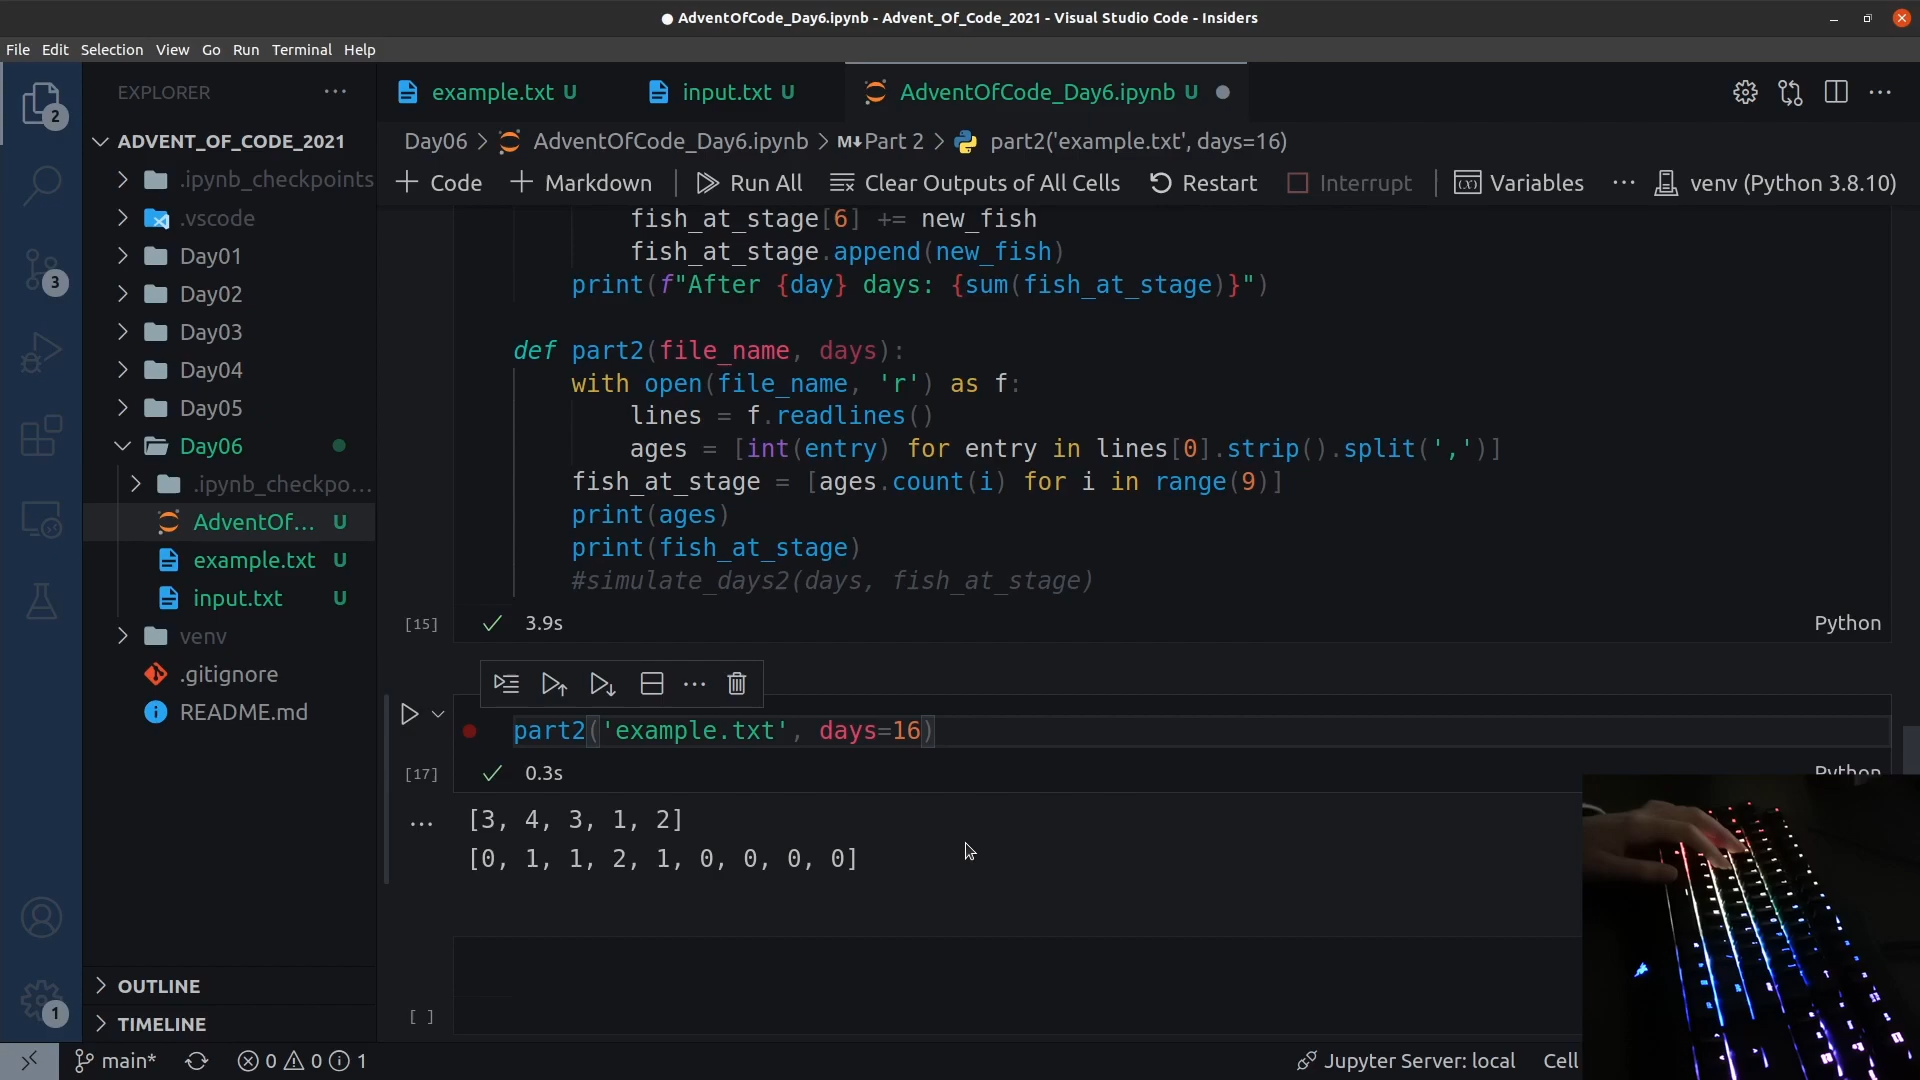 ● AdventOfCode_Day6.ipynb - Advent_Of_Code_2021 - Visual Studio Code - Insiders
File Edit Selection View Go Run Terminal Help
EXPLORER ...
example.txt U input.txt U AdventOfCode_Day6.ipynb U
Day06 > AdventOfCode_Day6.ipynb > M↓Part 2 > part2('example.txt', days=16)
+ Code + Markdown | Run All Clear Outputs of All Cells Restart Interrupt | Variables ... venv (Python 3.8.10)
2
3
1
ADVENT_OF_CODE_2021
.ipynb_checkpoints
.vscode
Day01
Day02
Day03
Day04
Day05
Day06
.ipynb_checkpo...
AdventOf... U
example.txt U
input.txt U
venv
.gitignore
README.md
OUTLINE
TIMELINE
fish_at_stage[6] += new_fish
fish_at_stage.append(new_fish)
print(f"After {day} days: {sum(fish_at_stage)}")
def part2(file_name, days):
with open(file_name, 'r') as f:
lines = f.readlines()
ages = [int(entry) for entry in lines[0].strip().split(',')]
fish_at_stage = [ages.count(i) for i in range(9)]
print(ages)
print(fish_at_stage)
#simulate_days2(days, fish_at_stage)
[15] ✓ 3.9s Python
part2('example.txt', days=16)
[17] ✓ 0.3s Python
[3, 4, 3, 1, 2]
[0, 1, 1, 2, 1, 0, 0, 0, 0]
[ ]
main* 0 0 1 Jupyter Server: local Cell